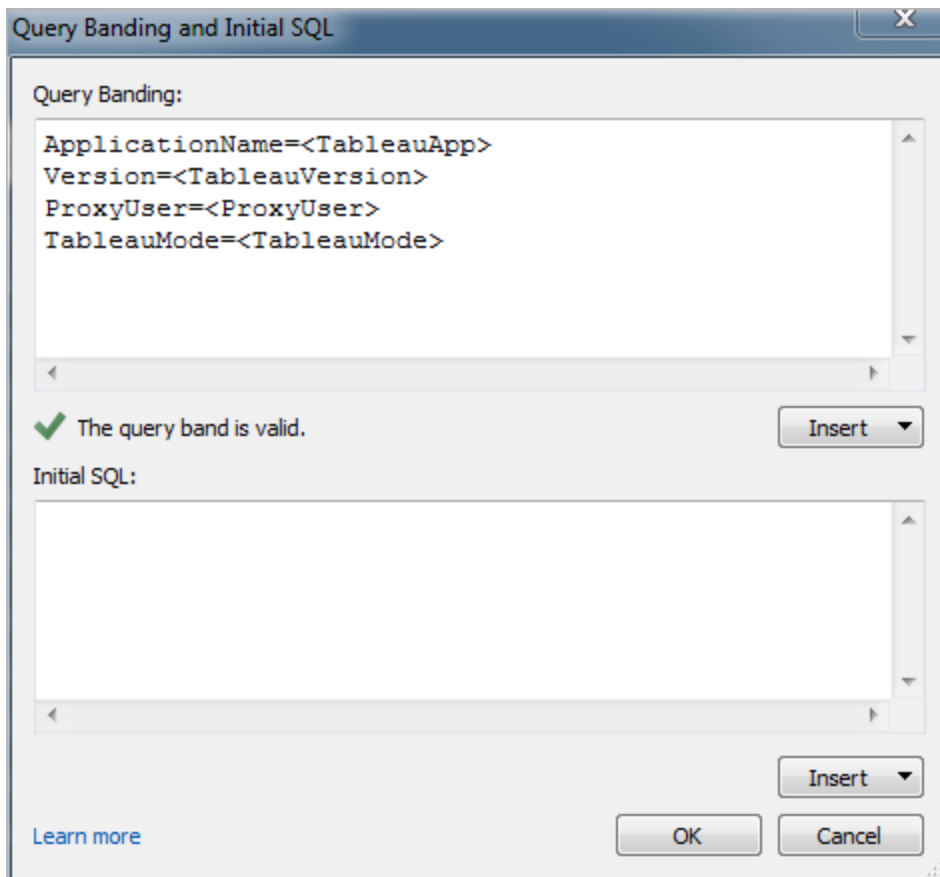 Query Banding and Initial SQL
Query Banding:
ApplicationName=<TableauApp>
Version=<TableauVersion>
ProxyUser=<ProxyUser>
TableauMode=<TableauMode>
The query band is valid.
Insert
Initial SQL:
Insert
Learn more
OK
Cancel